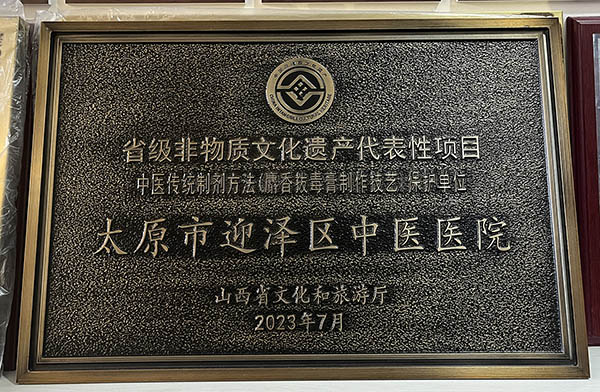 省级非物质文化遗产代表性项目
中医传统制剂方法(麝香拔毒膏制作技艺)保护单位
太原市迎泽区中医医院
山西省文化和旅游厅
2023年7月